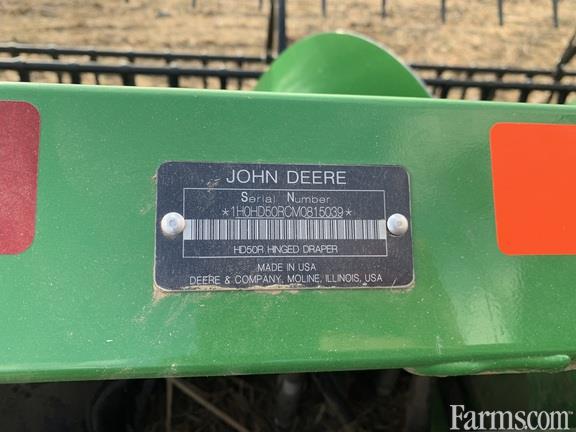 JOHN DEERE
Serial Number
*1H0HD50RCM0815039*
HD50R HINGED DRAPER
MADE IN USA
DEERE & COMPANY, MOLINE, ILLINOIS, USA
Farms.com